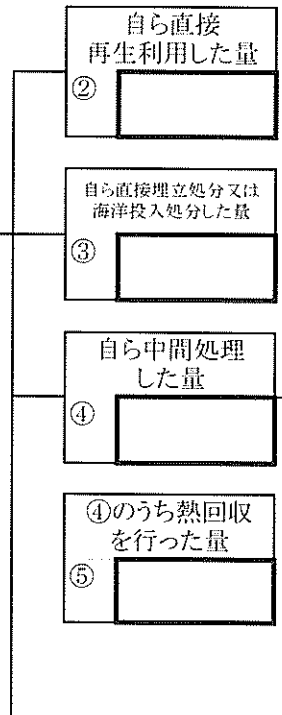 自ら直接
再生利用した量
②
自ら直接埋立処分又は
海洋投入処分した量
③
自ら中間処理
した量
④
④のうち熱回収
を行った量
⑤